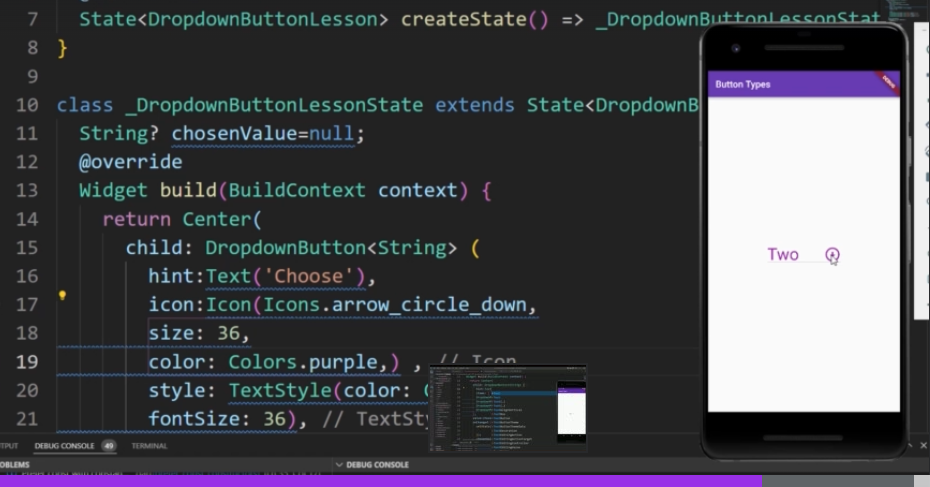 7 State<DropdownButtonLesson> createState() => _DropdownButtonLessonStat
8 }
9
10 class _DropdownButtonLessonState extends State<DropdownB
11 String? chosenValue=null;
12 @override
13 Widget build(BuildContext context) {
14 return Center(
15 child: DropdownButton<String> (
16 hint:Text('Choose'),
17 icon:Icon(Icons.arrow_circle_down,
18 size: 36,
19 color: Colors.purple,) , // Icon
20 style: TextStyle(color:
21 fontSize: 36), // TextSty
Button Types
DEBUG
Two
TPUT DEBUG CONSOLE 49 TERMINAL
OBLEMS
DEBUG CONSOLE